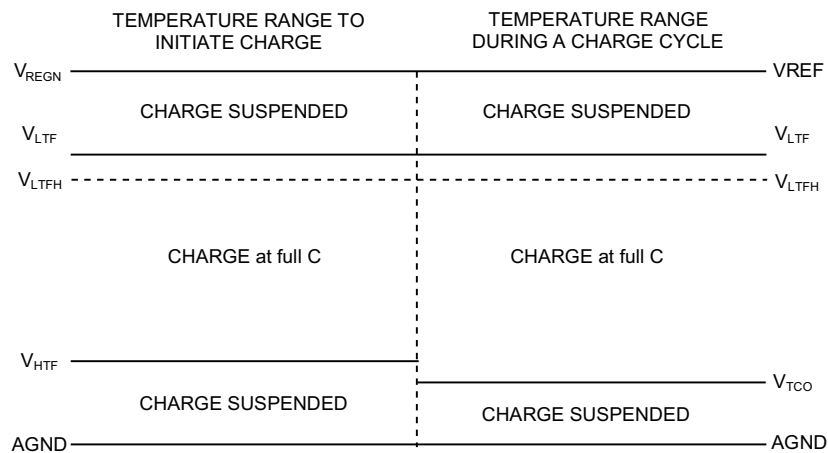 TEMPERATURE RANGE TO
INITIATE CHARGE
TEMPERATURE RANGE
DURING A CHARGE CYCLE
VREGN
VREF
CHARGE SUSPENDED
CHARGE SUSPENDED
VLTF
VLTF
VLTFH
VLTFH
CHARGE at full C
CHARGE at full C
VHTF
VTCO
CHARGE SUSPENDED
CHARGE SUSPENDED
AGND
AGND